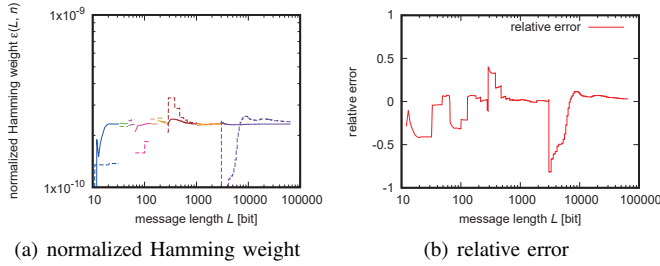 normalized Hamming weight ε(L, n)
1x10^-9
1x10^-10
10
100
1000
10000
100000
message length L [bit]
(a) normalized Hamming weight
relative error
1
0.5
0
-0.5
-1
relative error
10
100
1000
10000
100000
message length L [bit]
(b) relative error